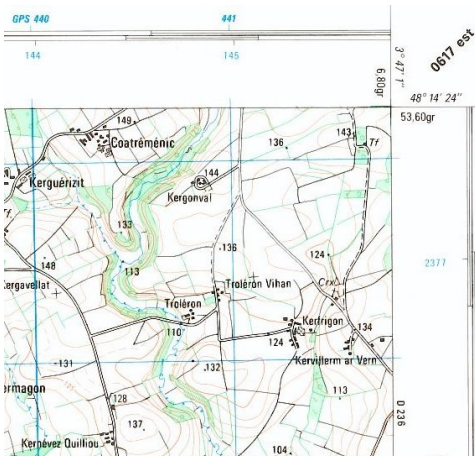 GPS 440
441
144
145
6,80gr
3° 47' 1"
0617 est
48° 14' 24"
53,60gr
149
Coatréménic
143
Tf
136
144
Kerguérizit
Kergonval
Tf
133
136
148
124
113
2377
Kergavellat
Troléron Vihan
Crx
Troléron
Kerfrigon
110
134
124
Kervillerm ar Vern
131
132
ermagon
113
128
D 236
137
Kernévez Quilliou
104